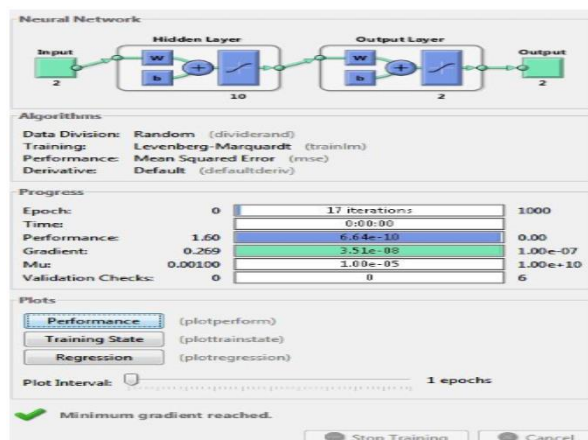 Neural Network
Hidden Layer Output Layer
Input Output
W W
b b
2 10 2 2
Algorithms
Data Division: Random (dividerand)
Training: Levenberg-Marquardt (trainlm)
Performance: Mean Squared Error (mse)
Derivative: Default (defaultderiv)
Progress
Epoch: 0 17 iterations 1000
Time: 0:00:00
Performance: 1.60 6.64e-10 0.00
Gradient: 0.269 3.51e-08 1.00e-07
Mu: 0.00100 1.00e-05 1.00e+10
Validation Checks: 0 0 6
Plots
Performance (plotperform)
Training State (plottrainstate)
Regression (plotregression)
Plot Interval: 1 epochs
Minimum gradient reached.
Stop Training Cancel